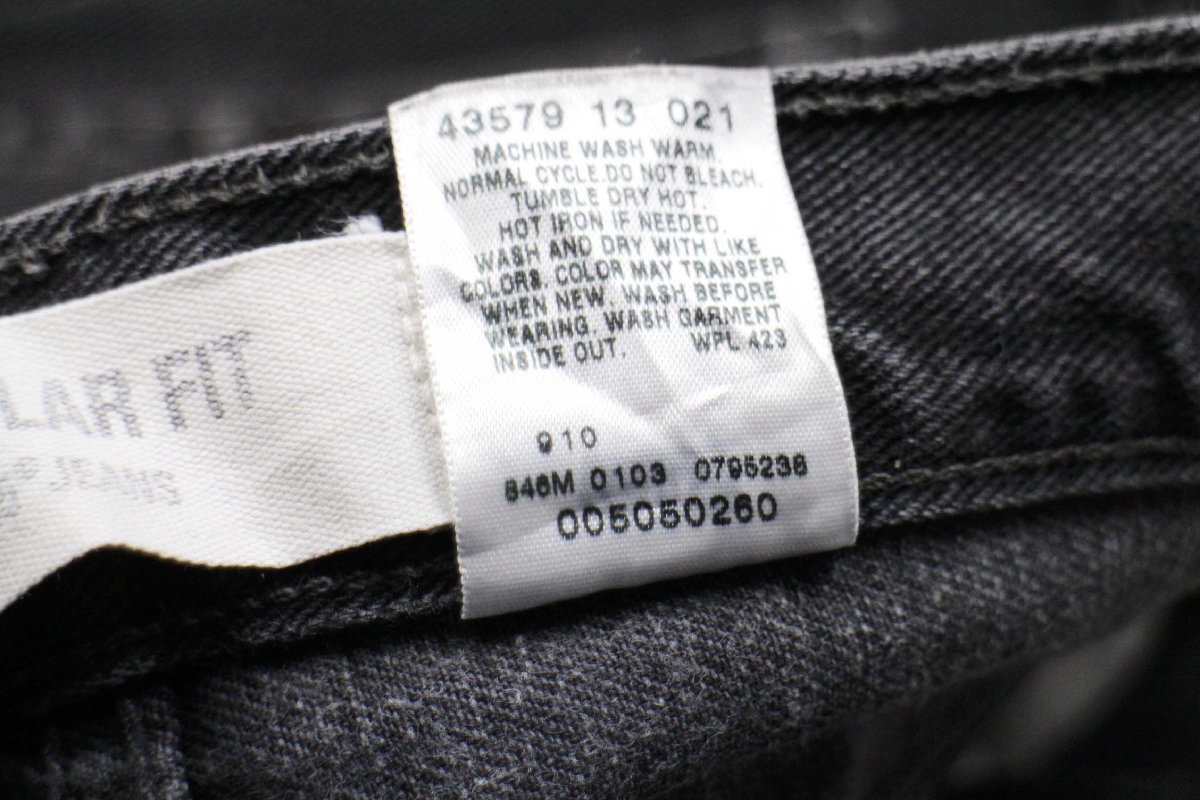 43579 13 021
MACHINE WASH WARM.
NORMAL CYCLE.DO NOT BLEACH.
TUMBLE DRY HOT.
HOT IRON IF NEEDED.
WASH AND DRY WITH LIKE
COLORS. COLOR MAY TRANSFER
WHEN NEW. WASH BEFORE
WEARING. WASH GARMENT
INSIDE OUT. WPL 423
910
846M 0103 0795236
005050260
LAR FIT
JEANS